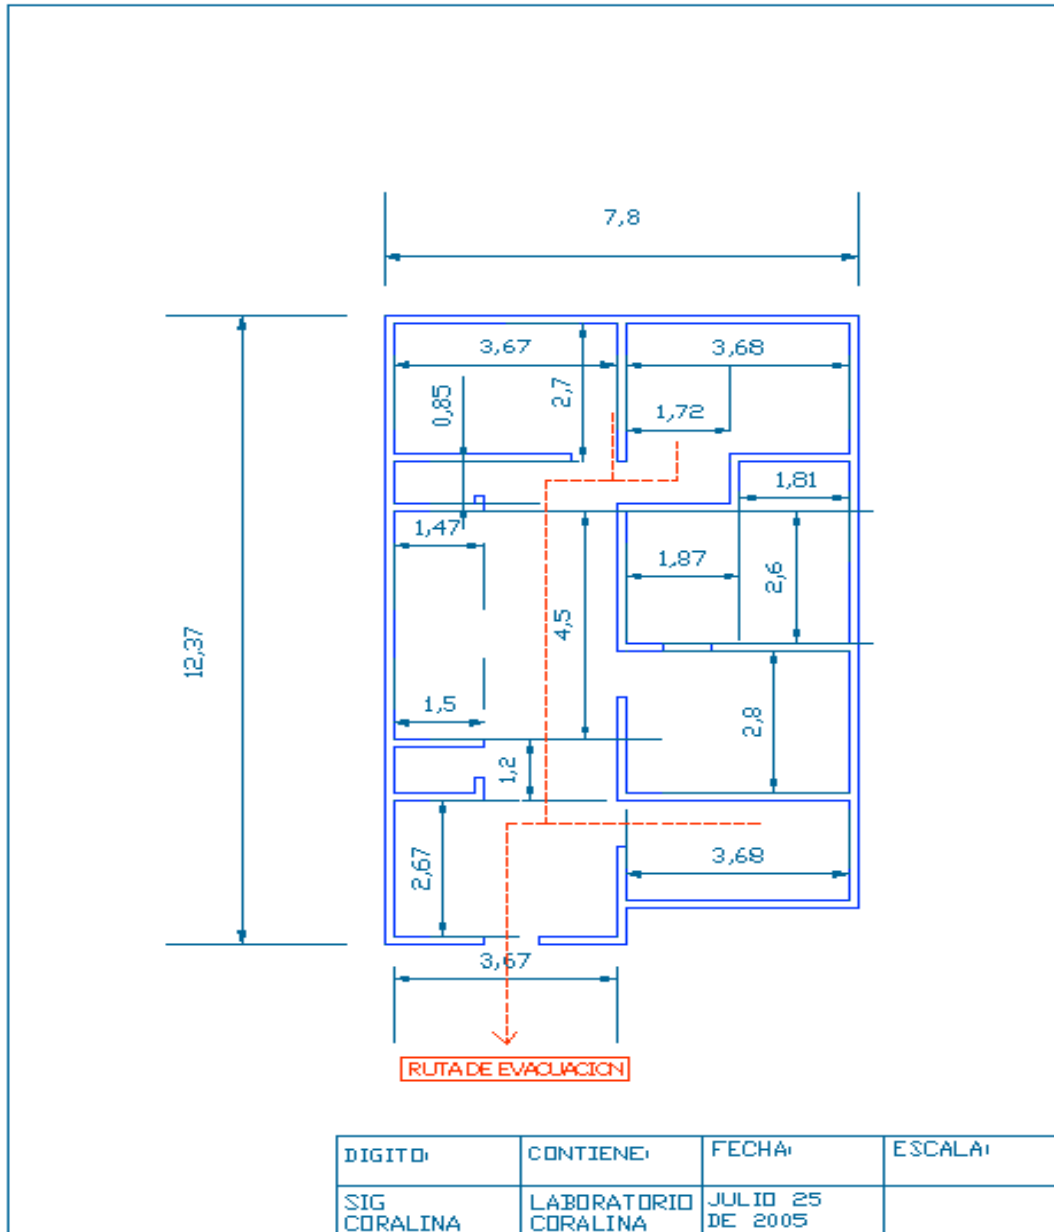 7,8
3,67
3,68
0,85
2,7
1,72
1,81
1,47
1,87
2,6
4,5
12,37
1,5
2,8
1,2
2,67
3,68
3,67
RUTA DE EVACUACION
DIGITO:
CONTIENE:
FECHA:
ESCALA:
SIG
CORALINA
LABORATORIO
CORALINA
JULIO 25
DE 2005